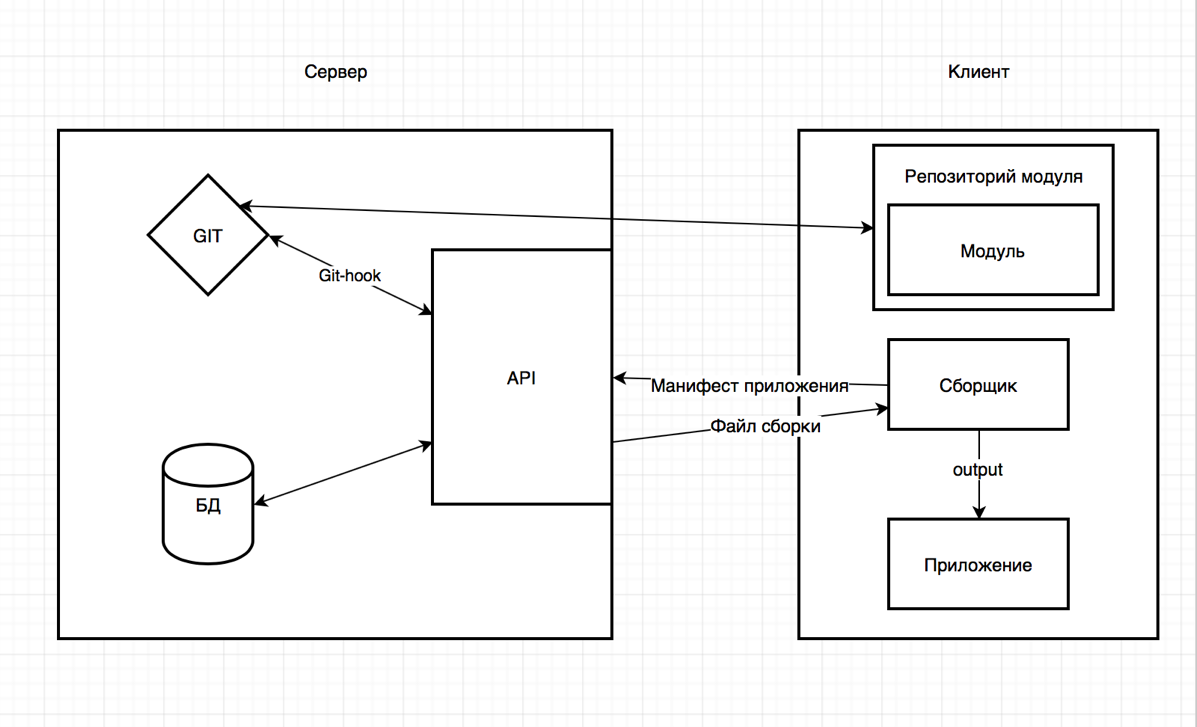 Сервер
Клиент
Репозиторий модуля
GIT
Модуль
Git-hook
API
Манифест приложения
Сборщик
Файл сборки
output
БД
Приложение